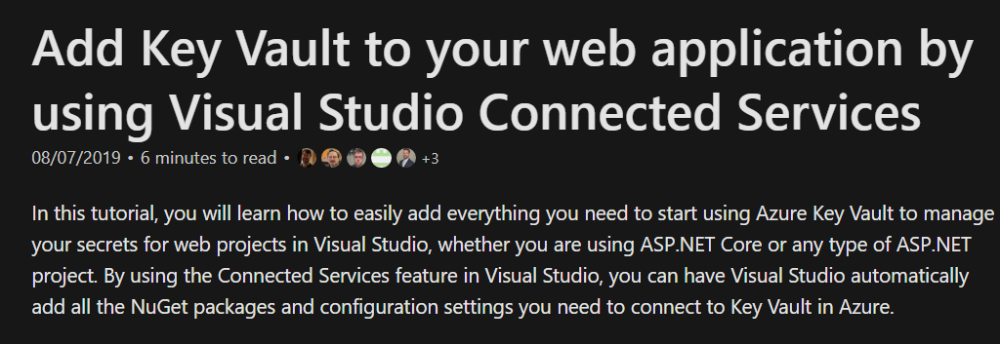 Add Key Vault to your web application by
using Visual Studio Connected Services
08/07/2019 • 6 minutes to read • +3
In this tutorial, you will learn how to easily add everything you need to start using Azure Key Vault to manage
your secrets for web projects in Visual Studio, whether you are using ASP.NET Core or any type of ASP.NET
project. By using the Connected Services feature in Visual Studio, you can have Visual Studio automatically
add all the NuGet packages and configuration settings you need to connect to Key Vault in Azure.